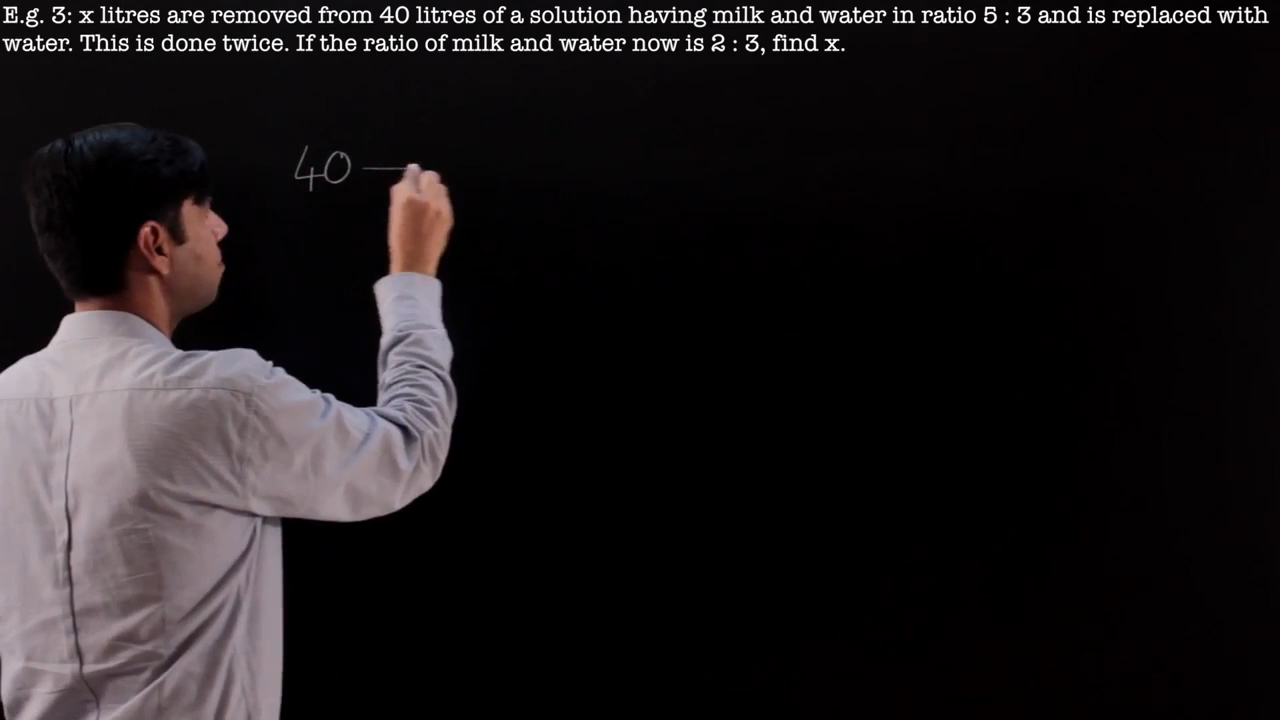 E.g. 3: x litres are removed from 40 litres of a solution having milk and water in ratio 5 : 3 and is replaced with
water. This is done twice. If the ratio of milk and water now is 2 : 3, find x.
40 —